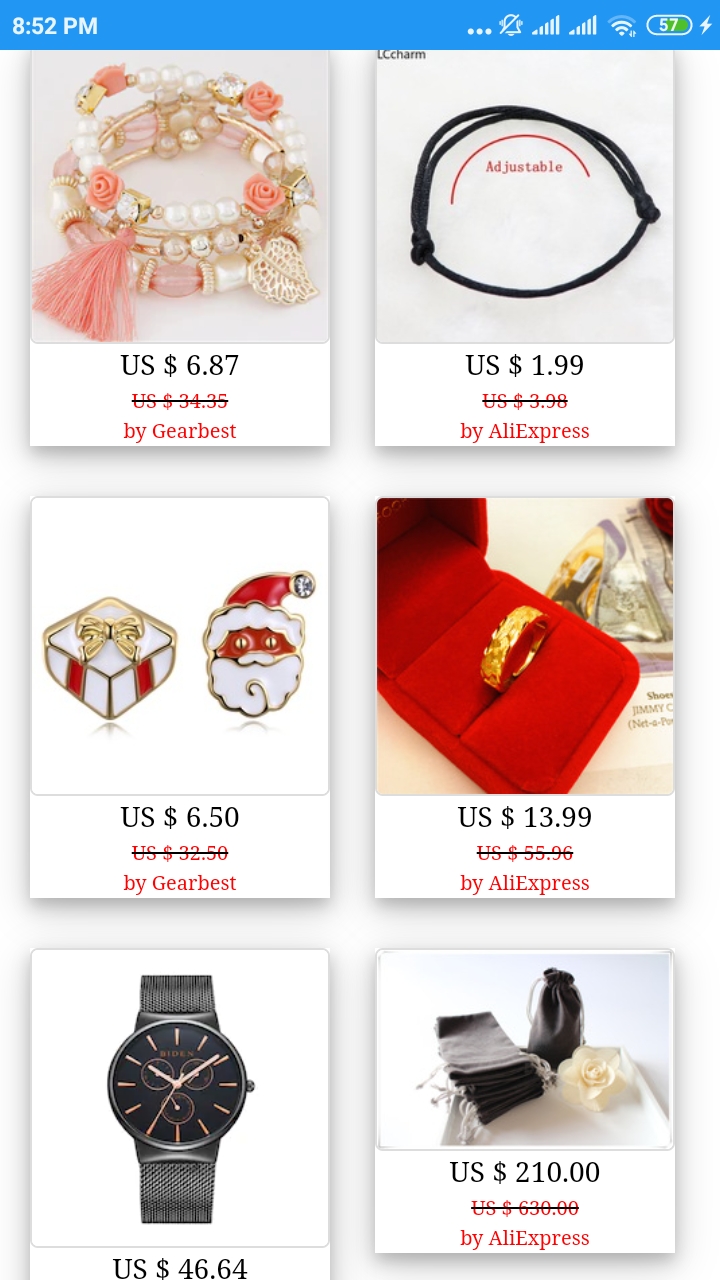 8:52 PM
57
LCcharm
Adjustable
US $ 6.87
US $ 34.35
by Gearbest
US $ 1.99
US $ 3.98
by AliExpress
Shoes
JIMMY C
(Net-a-Po
US $ 6.50
US $ 32.50
by Gearbest
US $ 13.99
US $ 55.96
by AliExpress
BIDEN
US $ 46.64
US $ 210.00
US $ 630.00
by AliExpress